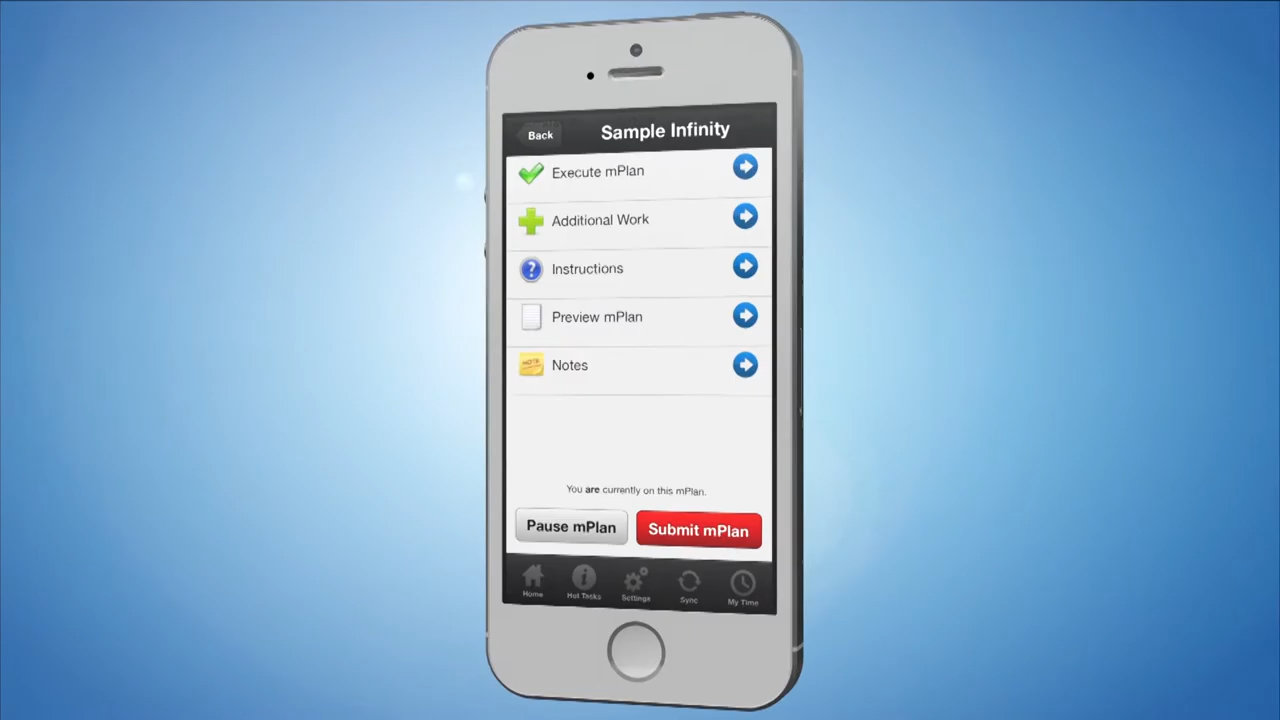 Back
Sample Infinity
Execute mPlan
Additional Work
Instructions
Preview mPlan
NOTE
Notes
You are currently on this mPlan.
Pause mPlan
Submit mPlan
Home
Hot Tasks
Settings
Sync
My Time